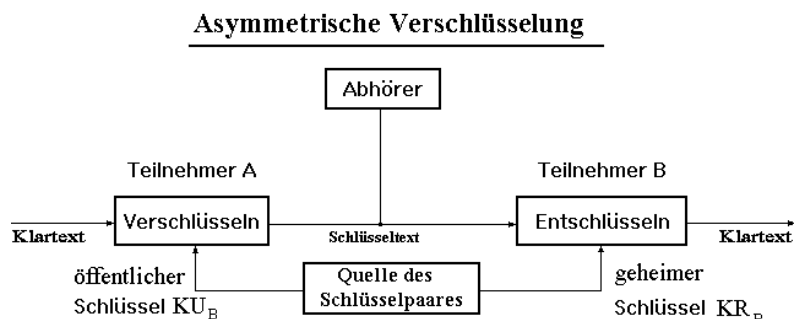 Asymmetrische Verschlüsselung
Abhörer
Teilnehmer A
Teilnehmer B
Klartext
Verschlüsseln
Schlüsseltext
Entschlüsseln
Klartext
öffentlicher
Schlüssel KU_B
Quelle des
Schlüsselpaares
geheimer
Schlüssel KR_B